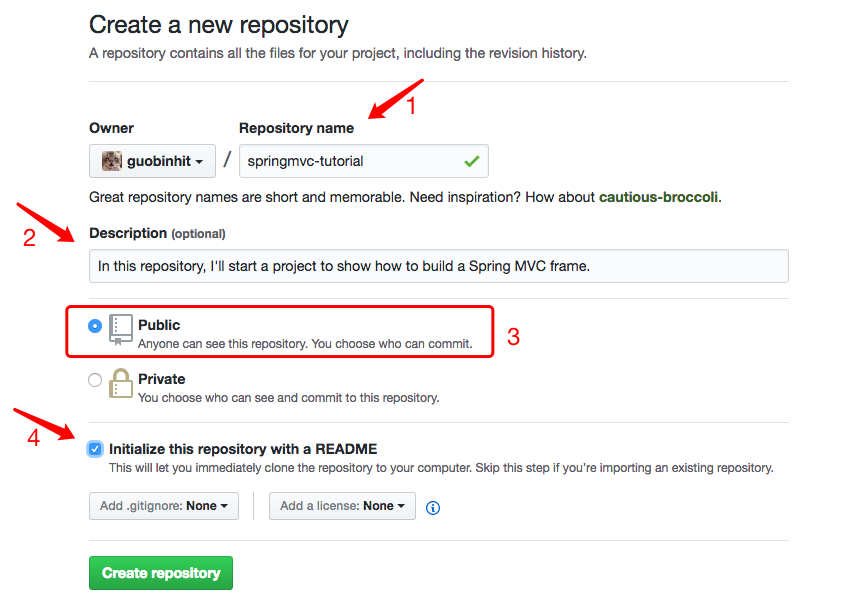 Create a new repository
A repository contains all the files for your project, including the revision history.
1
Owner
Repository name
guobinhit / springmvc-tutorial
Great repository names are short and memorable. Need inspiration? How about cautious-broccoli.
2
Description (optional)
In this repository, I'll start a project to show how to build a Spring MVC frame.
Public
Anyone can see this repository. You choose who can commit.
3
Private
You choose who can see and commit to this repository.
4
Initialize this repository with a README
This will let you immediately clone the repository to your computer. Skip this step if you're importing an existing repository.
Add .gitignore: None
Add a license: None
Create repository